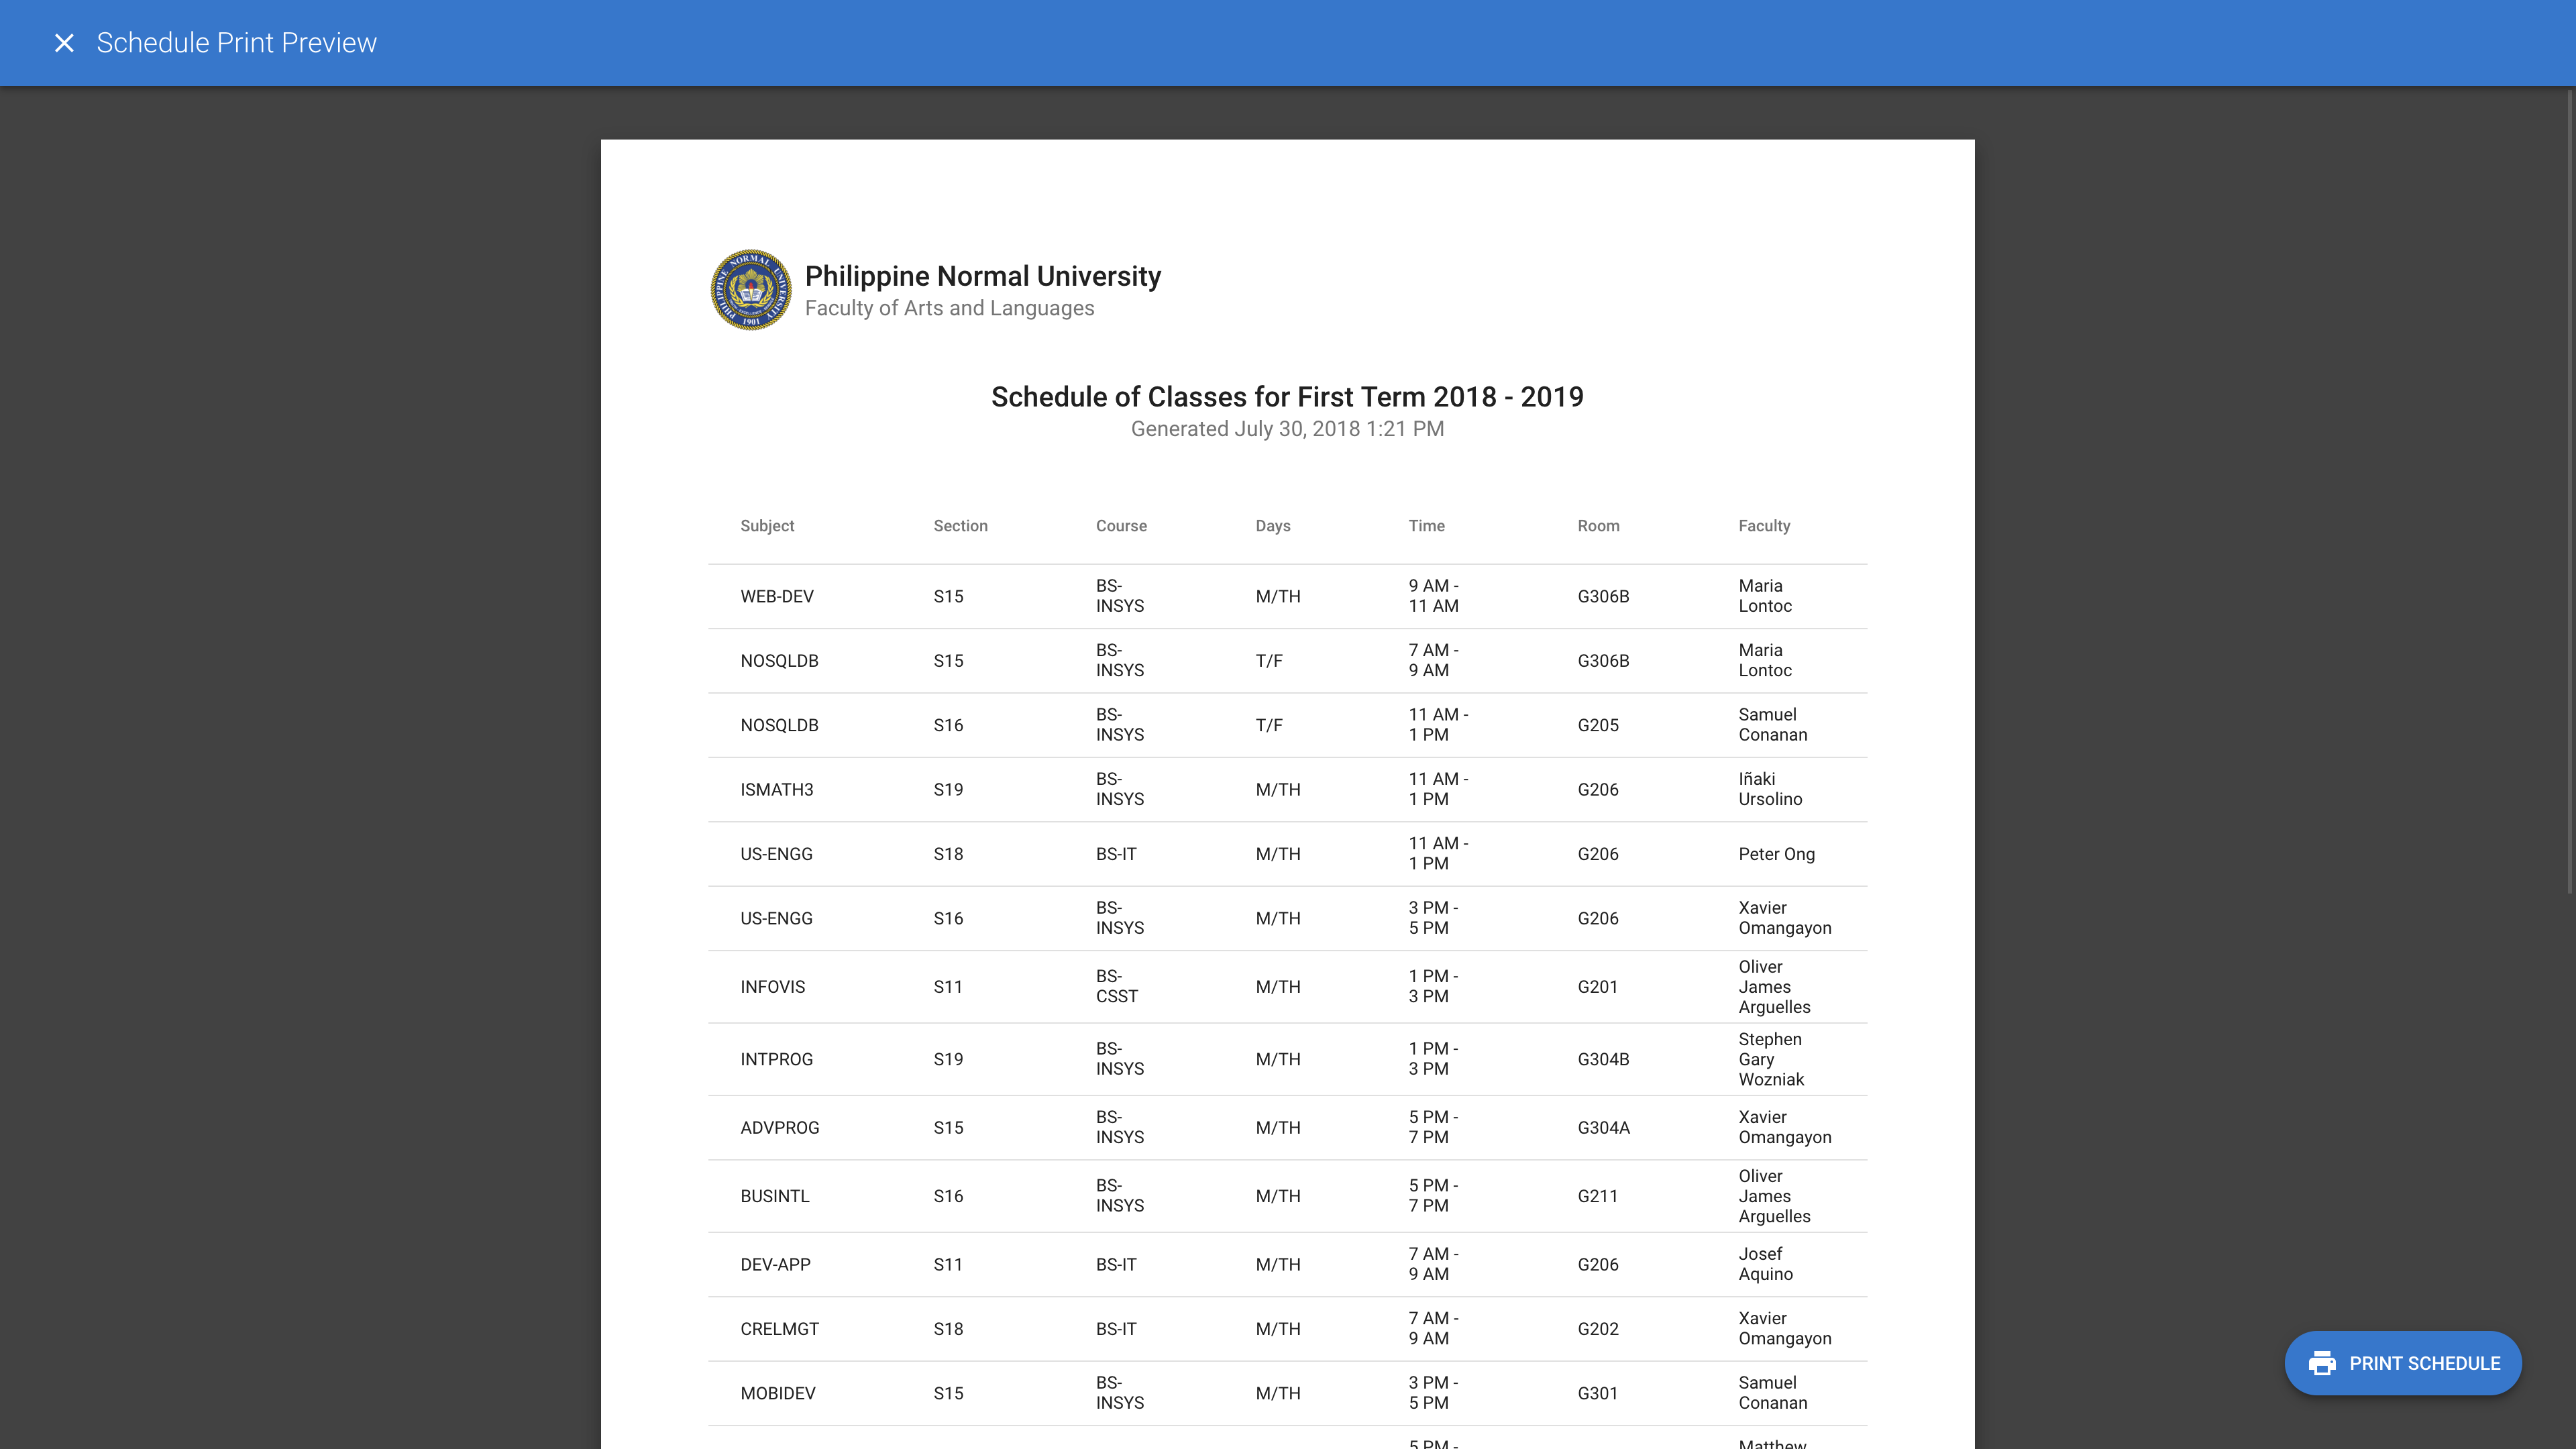 Schedule Print Preview
PHILIPPINE NORMAL UNIVERSITY
1901
Philippine Normal University
Faculty of Arts and Languages
Schedule of Classes for First Term 2018 - 2019
Generated July 30, 2018 1:21 PM
Subject Section Course Days Time Room Faculty
WEB-DEV S15 BS-INSYS M/TH 9 AM - 11 AM G306B Maria Lontoc
NOSQLDB S15 BS-INSYS T/F 7 AM - 9 AM G306B Maria Lontoc
NOSQLDB S16 BS-INSYS T/F 11 AM - 1 PM G205 Samuel Conanan
ISMATH3 S19 BS-INSYS M/TH 11 AM - 1 PM G206 Iñaki Ursolino
US-ENGG S18 BS-IT M/TH 11 AM - 1 PM G206 Peter Ong
US-ENGG S16 BS-INSYS M/TH 3 PM - 5 PM G206 Xavier Omangayon
INFOVIS S11 BS-CSST M/TH 1 PM - 3 PM G201 Oliver James Arguelles
INTPROG S19 BS-INSYS M/TH 1 PM - 3 PM G304B Stephen Gary Wozniak
ADVPROG S15 BS-INSYS M/TH 5 PM - 7 PM G304A Xavier Omangayon
BUSINTL S16 BS-INSYS M/TH 5 PM - 7 PM G211 Oliver James Arguelles
DEV-APP S11 BS-IT M/TH 7 AM - 9 AM G206 Josef Aquino
CRELMGT S18 BS-IT M/TH 7 AM - 9 AM G202 Xavier Omangayon
MOBIDEV S15 BS-INSYS M/TH 3 PM - 5 PM G301 Samuel Conanan
5 PM - Matthew
PRINT SCHEDULE